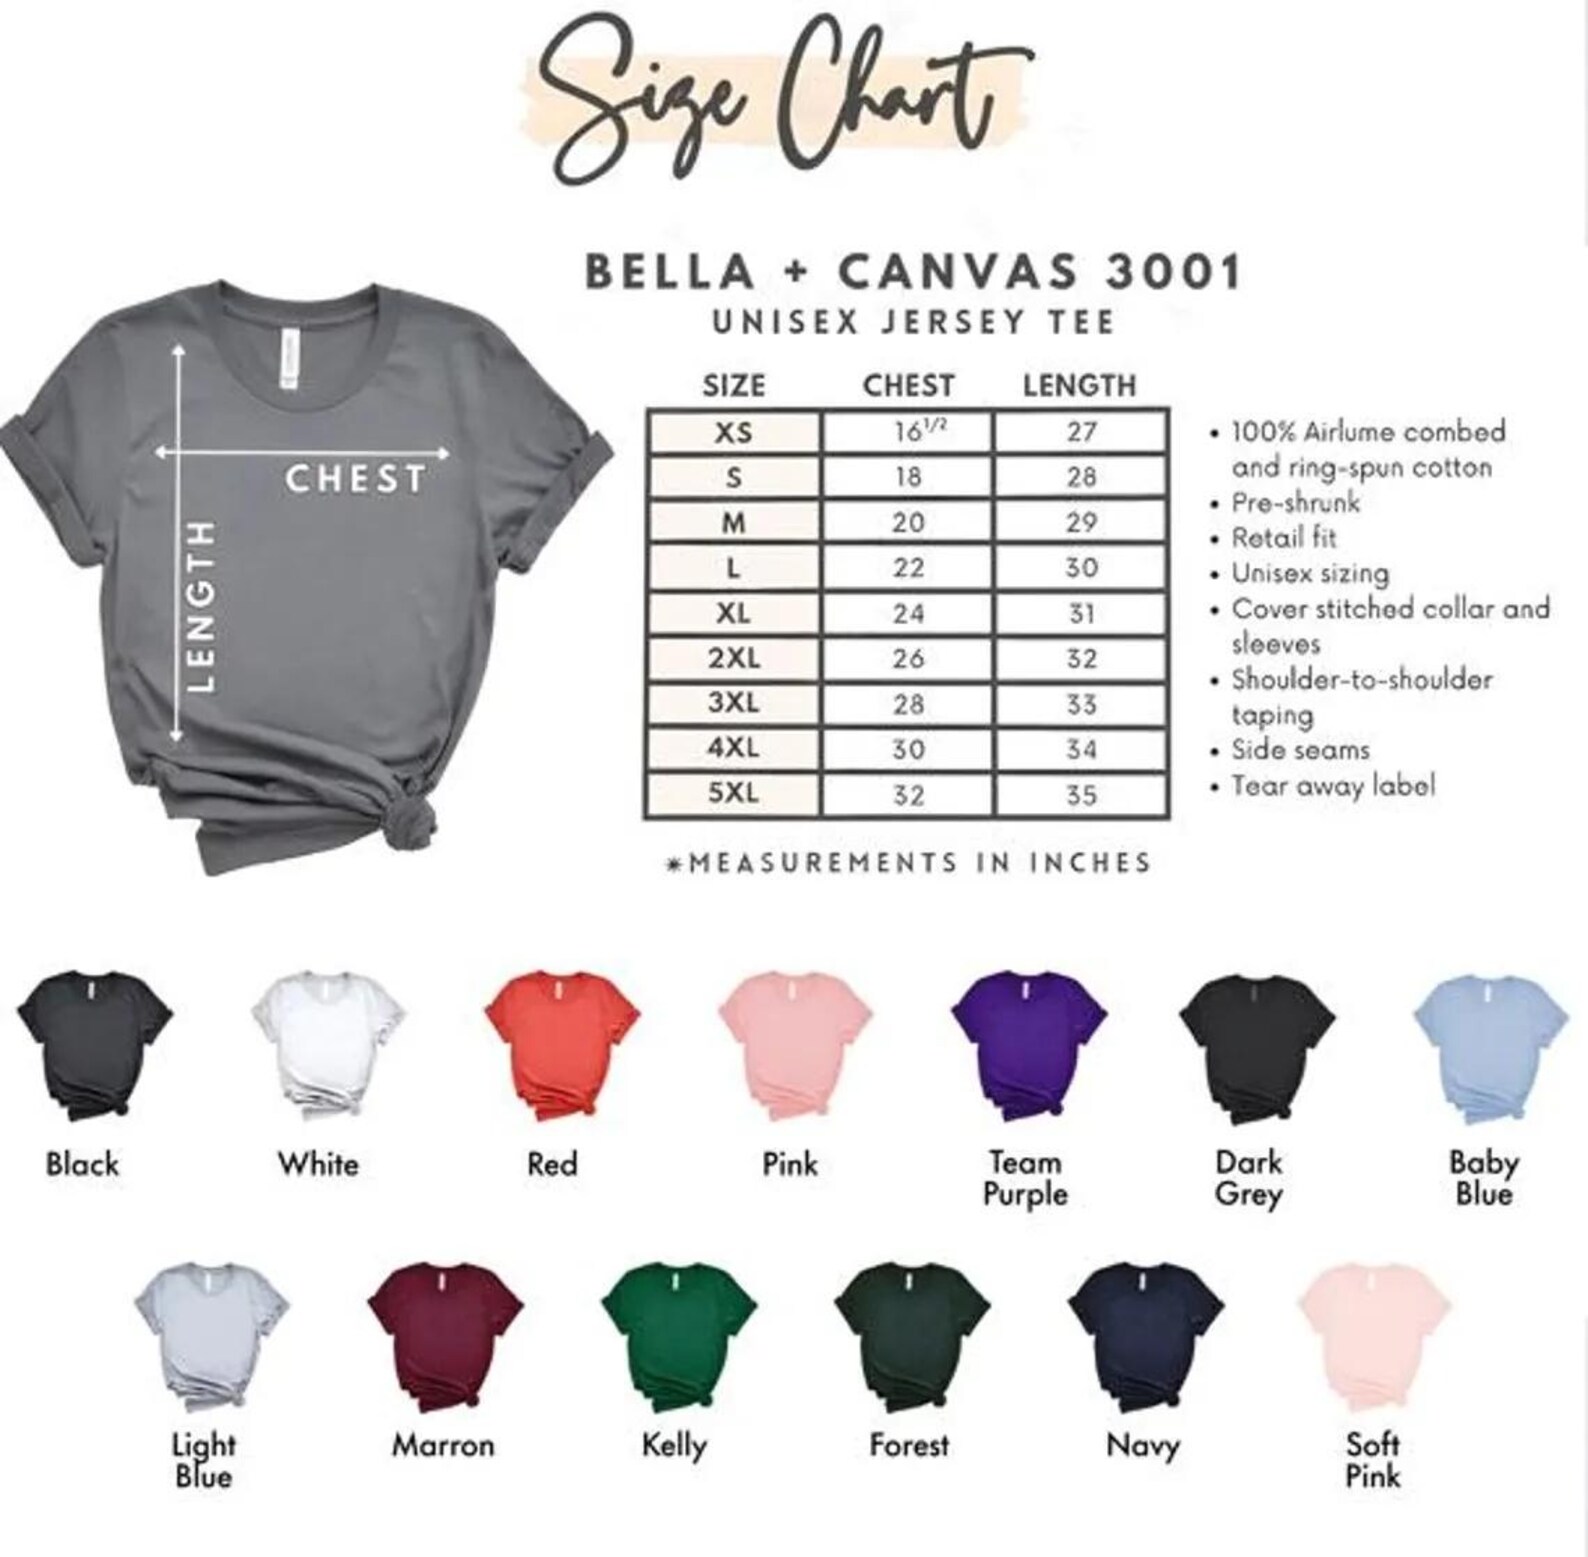 Size Chart
BELLA + CANVAS 3001
UNISEX JERSEY TEE
SIZE CHEST LENGTH
XS 16 1/2 27
S 18 28
M 20 29
L 22 30
XL 24 31
2XL 26 32
3XL 28 33
4XL 30 34
5XL 32 35
*MEASUREMENTS IN INCHES
CHEST
LENGTH
• 100% Airlume combed
and ring-spun cotton
• Pre-shrunk
• Retail fit
• Unisex sizing
• Cover stitched collar and
sleeves
• Shoulder-to-shoulder
taping
• Side seams
• Tear away label
Black
White
Red
Pink
Team
Purple
Dark
Grey
Baby
Blue
Light
Blue
Marron
Kelly
Forest
Navy
Soft
Pink